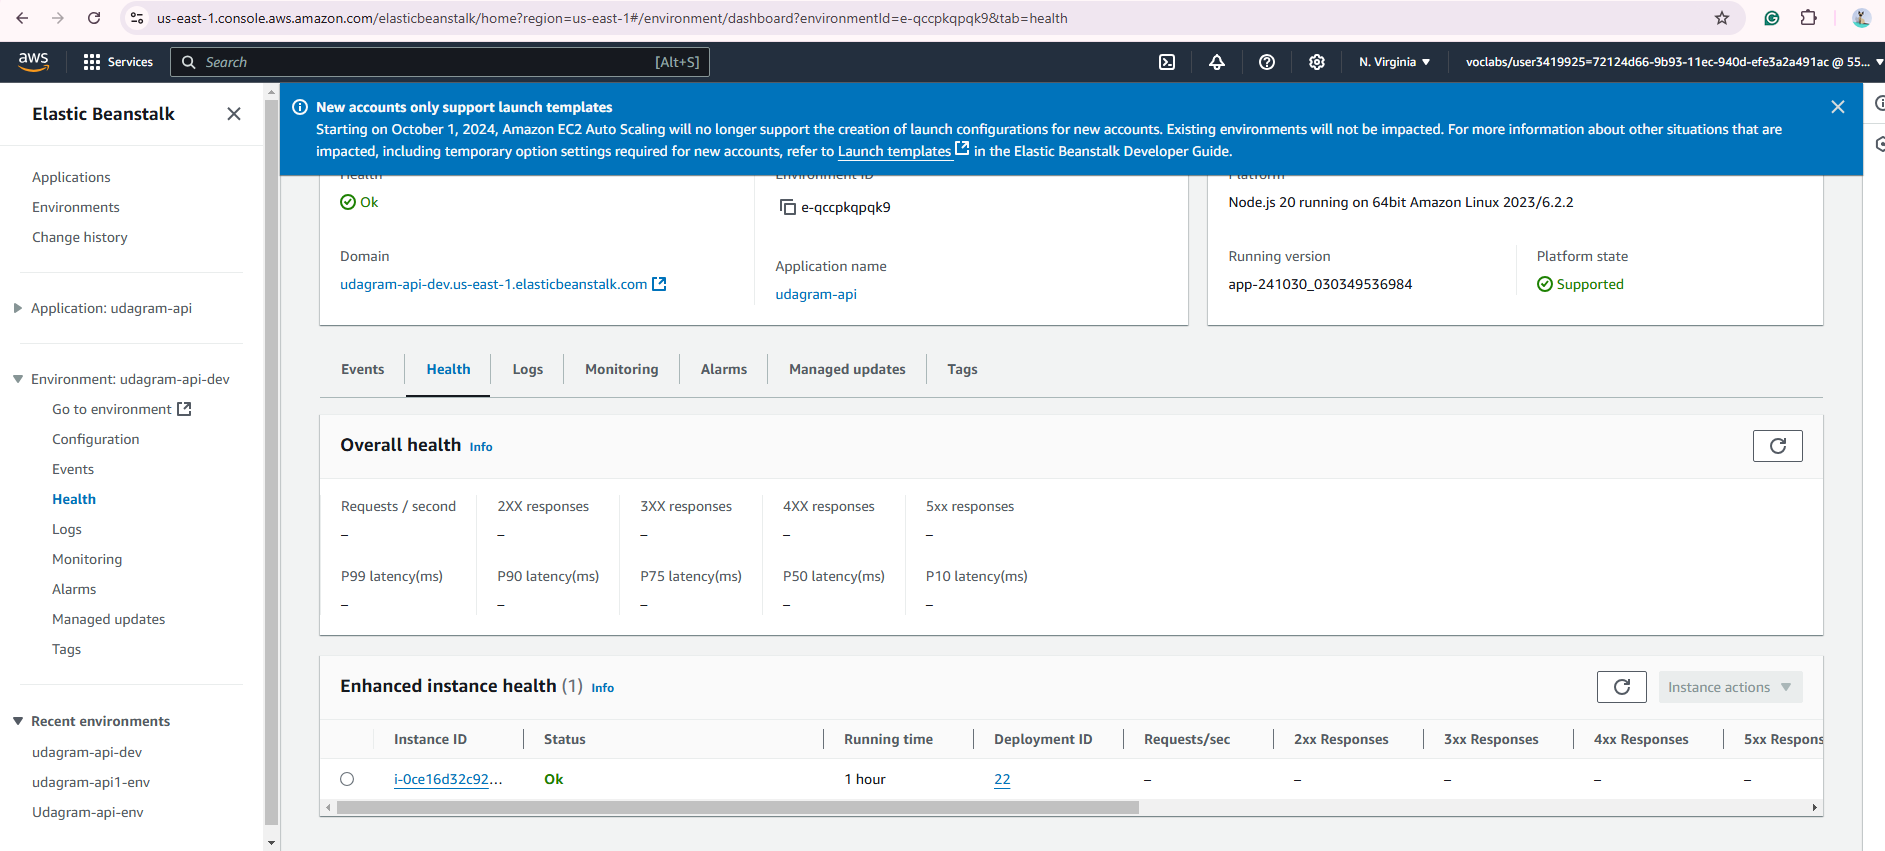 us-east-1.console.aws.amazon.com/elasticbeanstalk/home?region=us-east-1#/environment/dashboard?environmentId=e-qccpkqpqk9&tab=health
aws
Services
Search
[Alt+S]
N. Virginia
voclabs/user3419925=72124d66-9b93-11ec-940d-efe3a2a491ac @ 55...
Elastic Beanstalk
Applications
Environments
Change history
Application: udagram-api
Environment: udagram-api-dev
Go to environment
Configuration
Events
Health
Logs
Monitoring
Alarms
Managed updates
Tags
Recent environments
udagram-api-dev
udagram-api1-env
Udagram-api-env
New accounts only support launch templates
Starting on October 1, 2024, Amazon EC2 Auto Scaling will no longer support the creation of launch configurations for new accounts. Existing environments will not be impacted. For more information about other situations that are
impacted, including temporary option settings required for new accounts, refer to Launch templates in the Elastic Beanstalk Developer Guide.
Health
Ok
Environment ID
e-qccpkqpqk9
Domain
udagram-api-dev.us-east-1.elasticbeanstalk.com
Application name
udagram-api
Platform
Node.js 20 running on 64bit Amazon Linux 2023/6.2.2
Running version
app-241030_030349536984
Platform state
Supported
Events
Health
Logs
Monitoring
Alarms
Managed updates
Tags
Overall health Info
Requests / second
–
2XX responses
–
3XX responses
–
4XX responses
–
5xx responses
–
P99 latency(ms)
–
P90 latency(ms)
–
P75 latency(ms)
–
P50 latency(ms)
–
P10 latency(ms)
–
Enhanced instance health (1) Info
Instance actions
Instance ID Status Running time Deployment ID Requests/sec 2xx Responses 3xx Responses 4xx Responses 5xx Respons
i-0ce16d32c92... Ok 1 hour 22 – – – – –